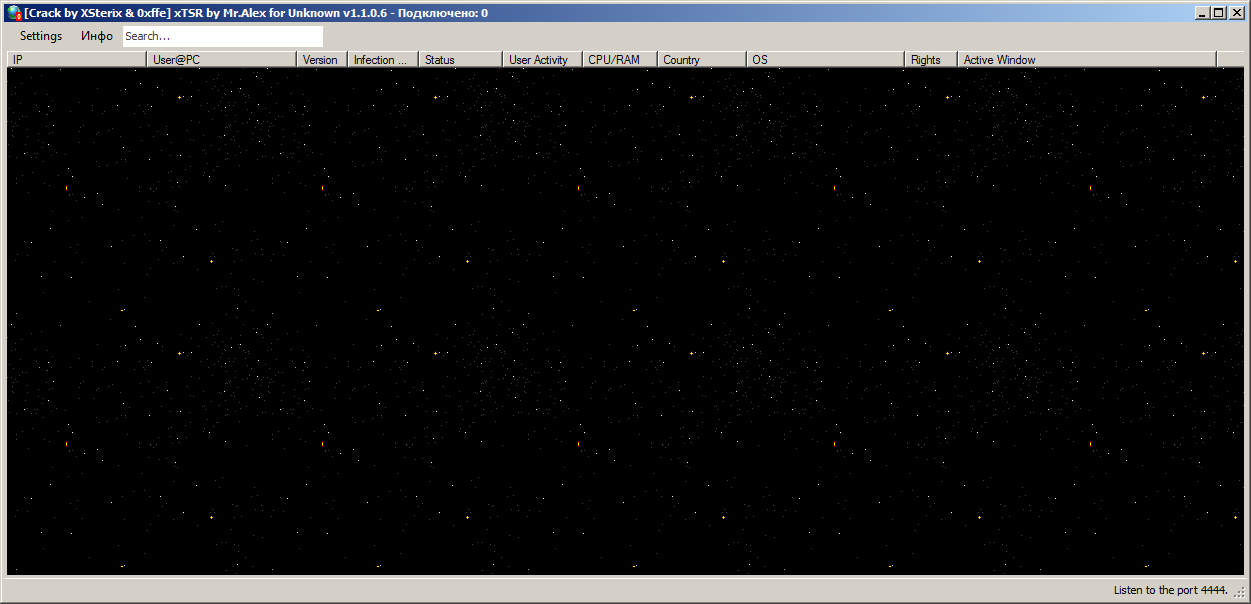 [Crack by XSterix & 0xffe] xTSR by Mr.Alex for Unknown v1.1.0.6 - Подключено: 0
Settings Инфо Search...
IP User@PC Version Infection ... Status User Activity CPU/RAM Country OS Rights Active Window
Listen to the port 4444.